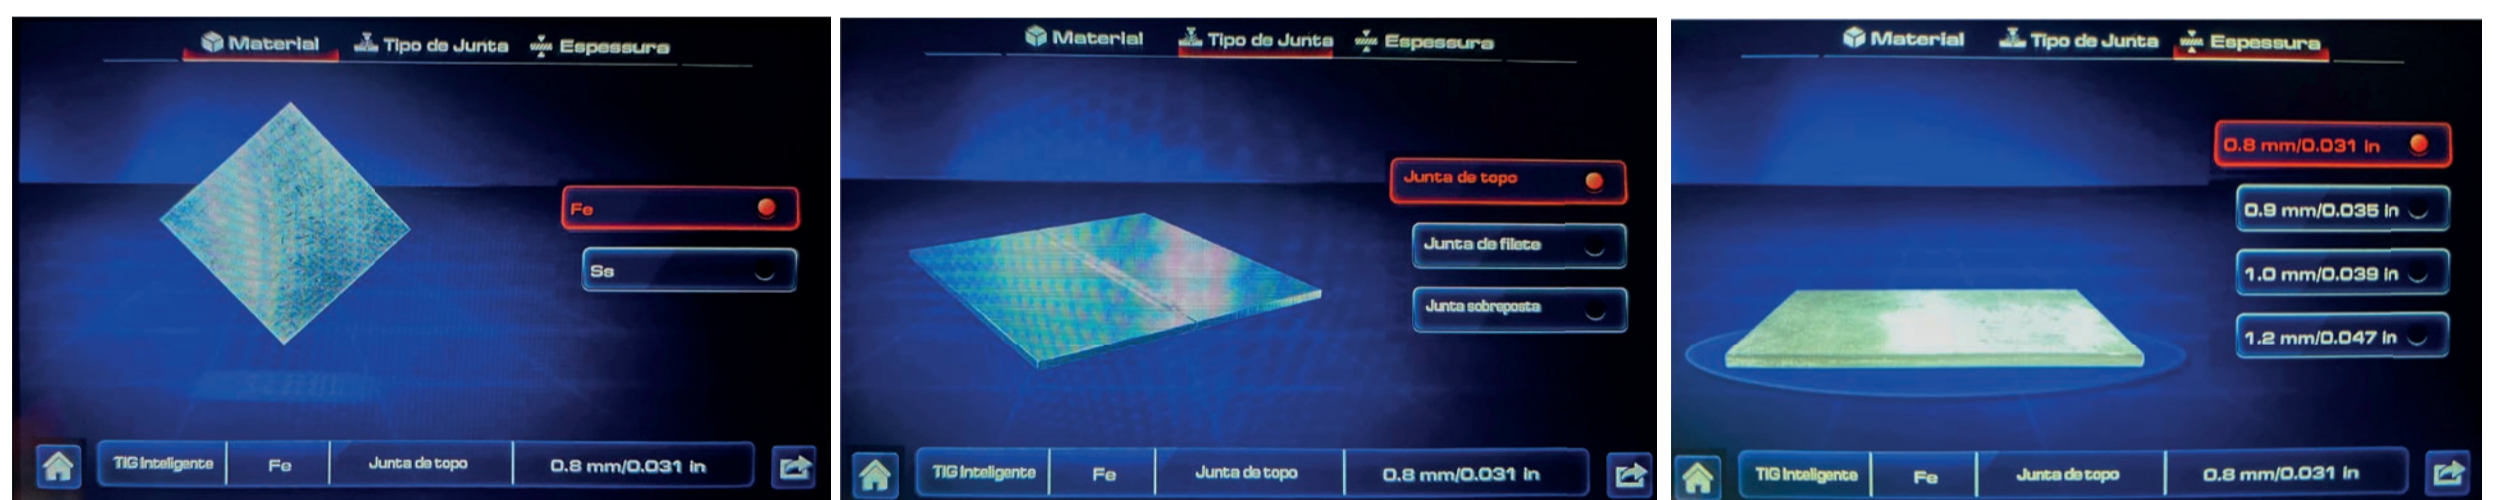 Material Tipo de Junta Espessura
Fe
Ss
TIG Inteligente Fe Junta de topo 0.8 mm/0.031 in
Material Tipo de Junta Espessura
Junta de topo
Junta de filete
Junta sobreposta
TIG Inteligente Fe Junta de topo 0.8 mm/0.031 in
Material Tipo de Junta Espessura
0.8 mm/0.031 in
0.9 mm/0.035 in
1.0 mm/0.039 in
1.2 mm/0.047 in
TIG Inteligente Fe Junta de topo 0.8 mm/0.031 in